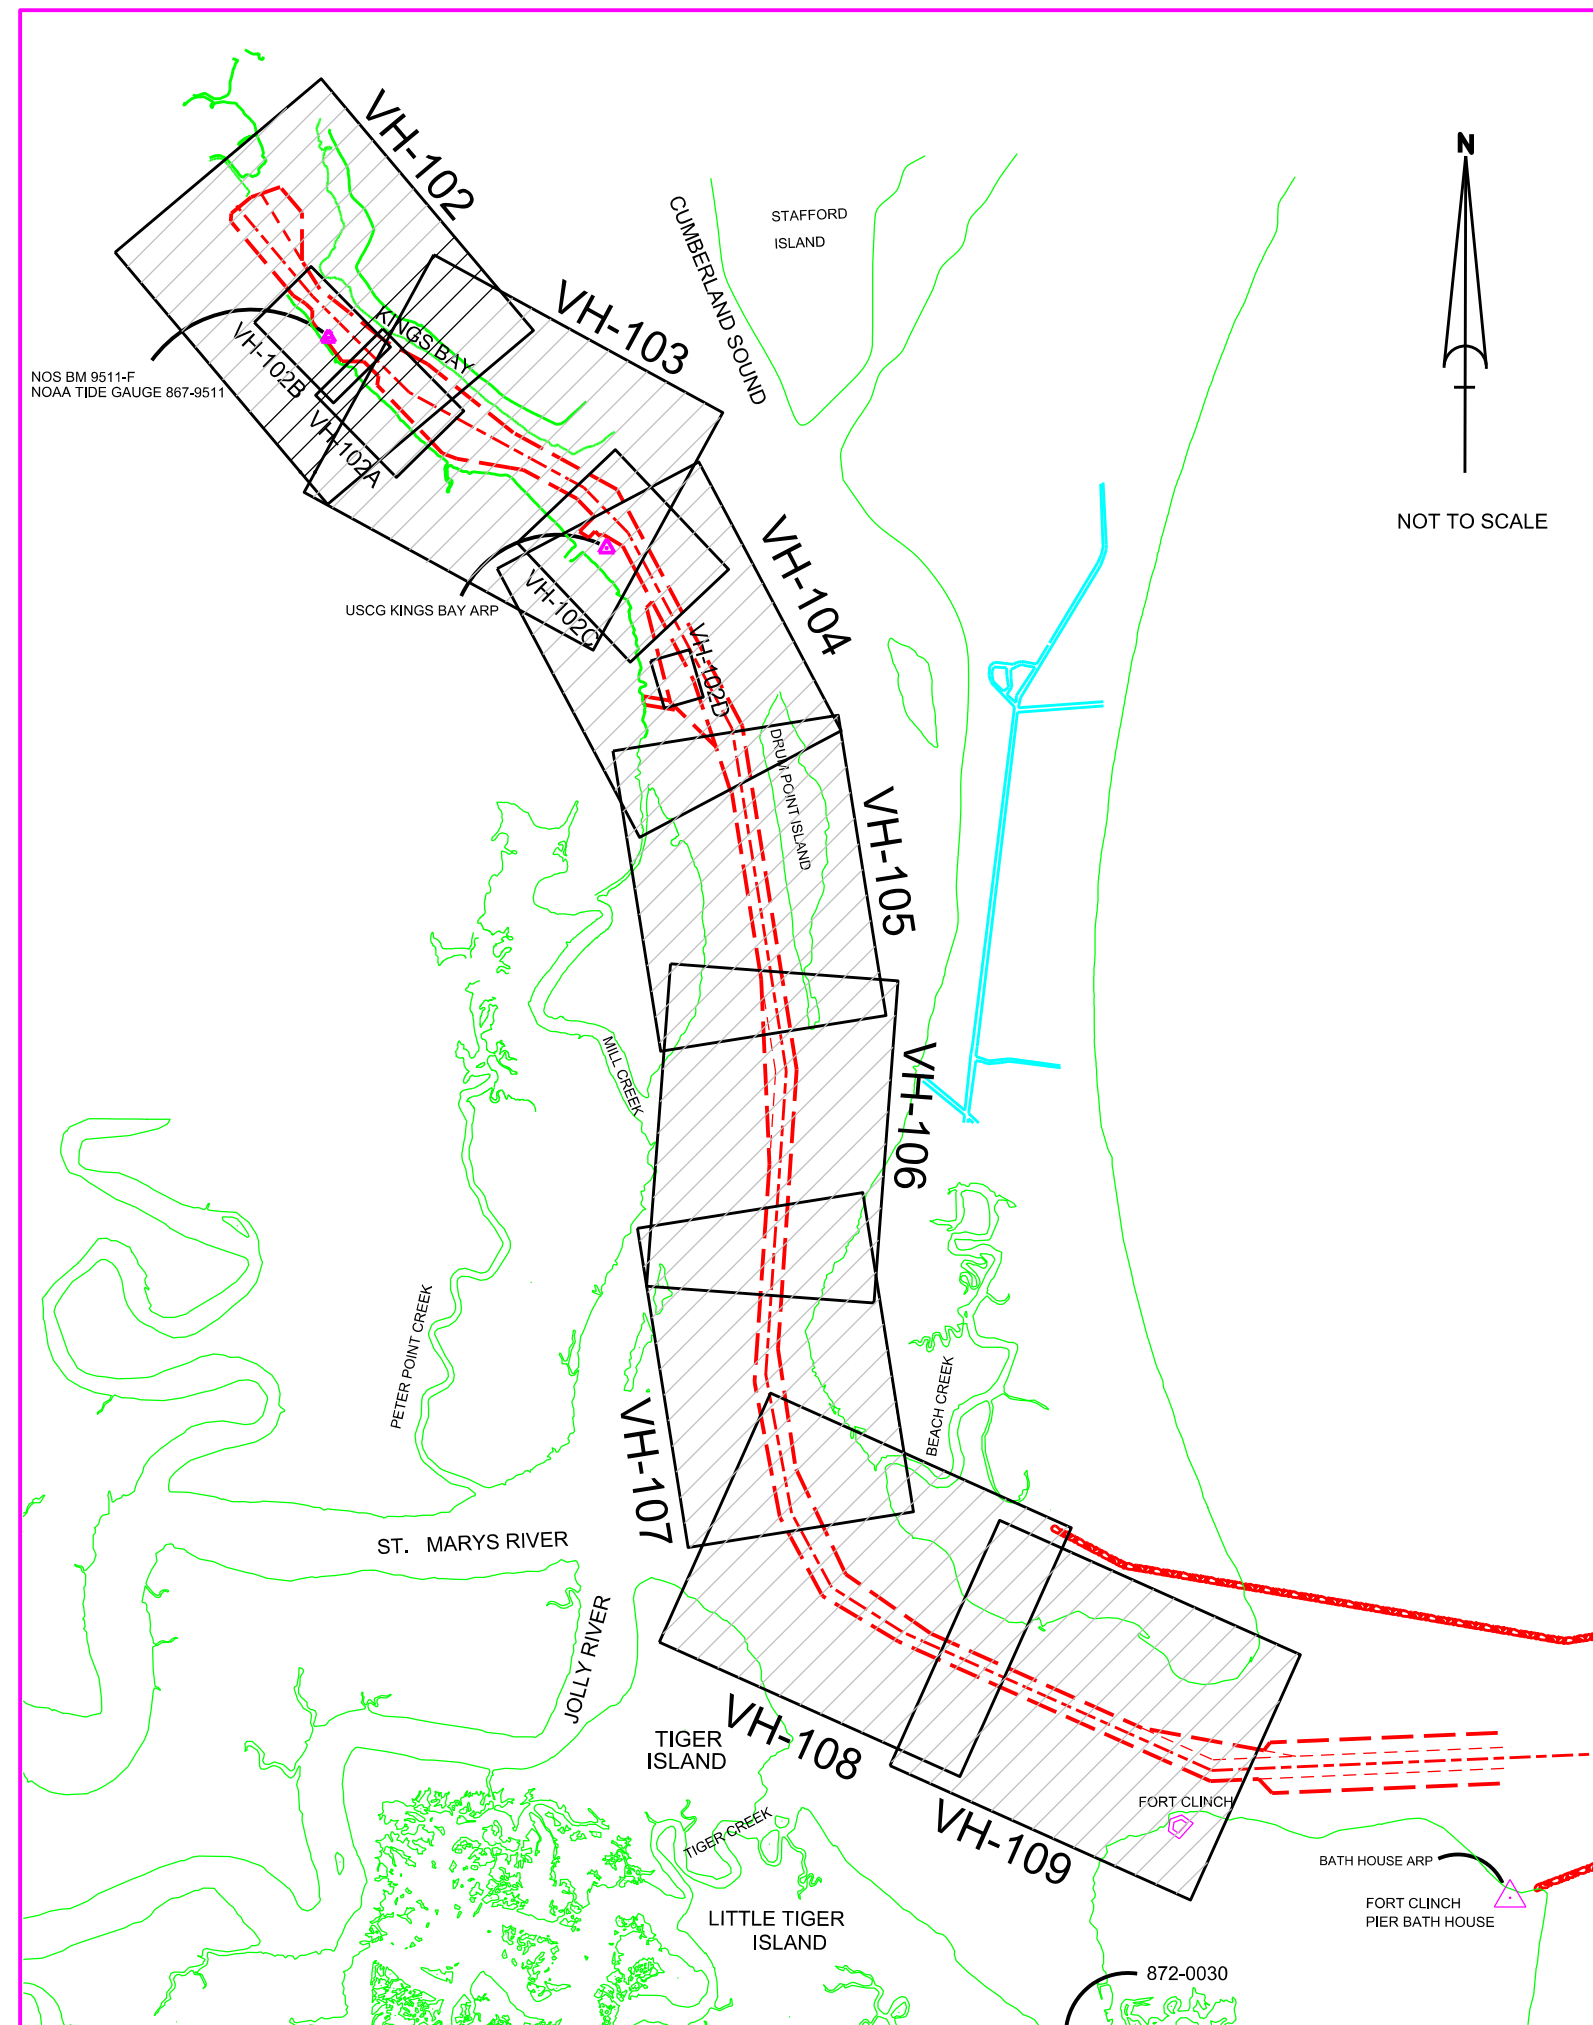 VH-102
N
STAFFORD
ISLAND
CUMBERLAND SOUND
VH-103
KINGS BAY
VH-102B
NOS BM 9511-F
NOAA TIDE GAUGE 867-9511
VH-102A
NOT TO SCALE
VH-104
USCG KINGS BAY ARP
VH-102C
VH-102D
DRUM POINT ISLAND
VH-105
MILL CREEK
VH-106
PETER POINT CREEK
BEACH CREEK
VH-107
ST. MARYS RIVER
JOLLY RIVER
TIGER
ISLAND
VH-108
FORT CLINCH
TIGER CREEK
VH-109
BATH HOUSE ARP
FORT CLINCH
PIER BATH HOUSE
LITTLE TIGER
ISLAND
872-0030